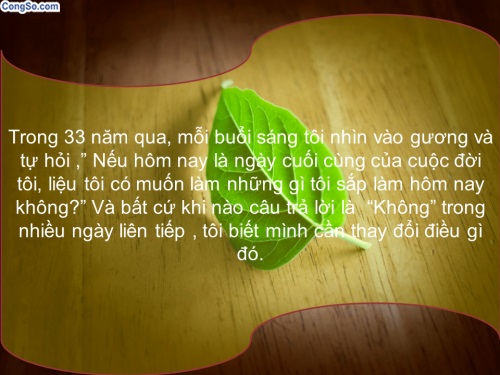 CongSo.com
Trong 33 năm qua, mỗi buổi sáng tôi nhìn vào gương và
tự hỏi ,” Nếu hôm nay là ngày cuối cùng của cuộc đời
tôi, liệu tôi có muốn làm những gì tôi sắp làm hôm nay
không?” Và bất cứ khi nào câu trả lời là “Không” trong
nhiều ngày liên tiếp , tôi biết mình cần thay đổi điều gì
đó.